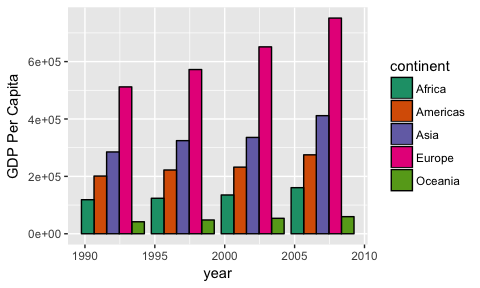 GDP Per Capita
6e+05
4e+05
2e+05
0e+00
1990 1995 2000 2005 2010
year
continent
Africa
Americas
Asia
Europe
Oceania